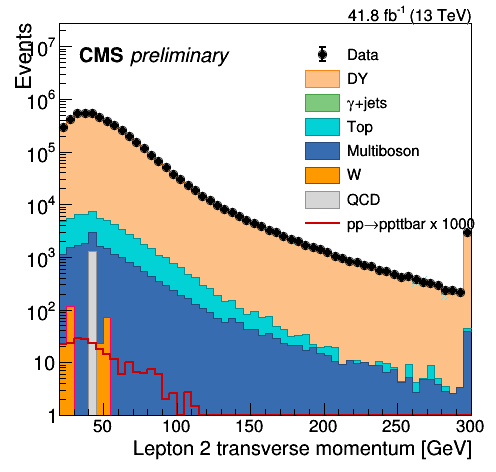 41.8 fb⁻¹ (13 TeV)
Events
CMS preliminary
Data
DY
γ+jets
Top
Multiboson
W
QCD
pp→ppttbar x 1000
10⁷
10⁶
10⁵
10⁴
10³
10²
10
1
50 100 150 200 250 300
Lepton 2 transverse momentum [GeV]